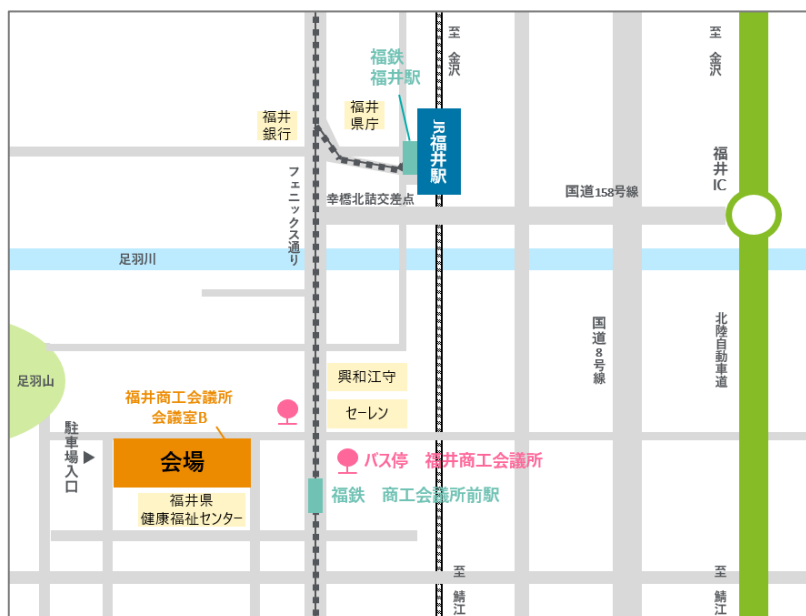 至
金沢
至
金沢
福鉄
福井駅
福井
銀行
福井
県庁
JR福井駅
福井IC
フェニックス通り
幸橋北詰交差点
国道158号線
足羽川
国道8号線
北陸自動車道
足羽山
興和江守
セーレン
福井商工会議所
会議室B
駐車場入口
会場
バス停　福井商工会議所
福鉄　商工会議所前駅
福井県
健康福祉センター
至
鯖江
至
鯖江